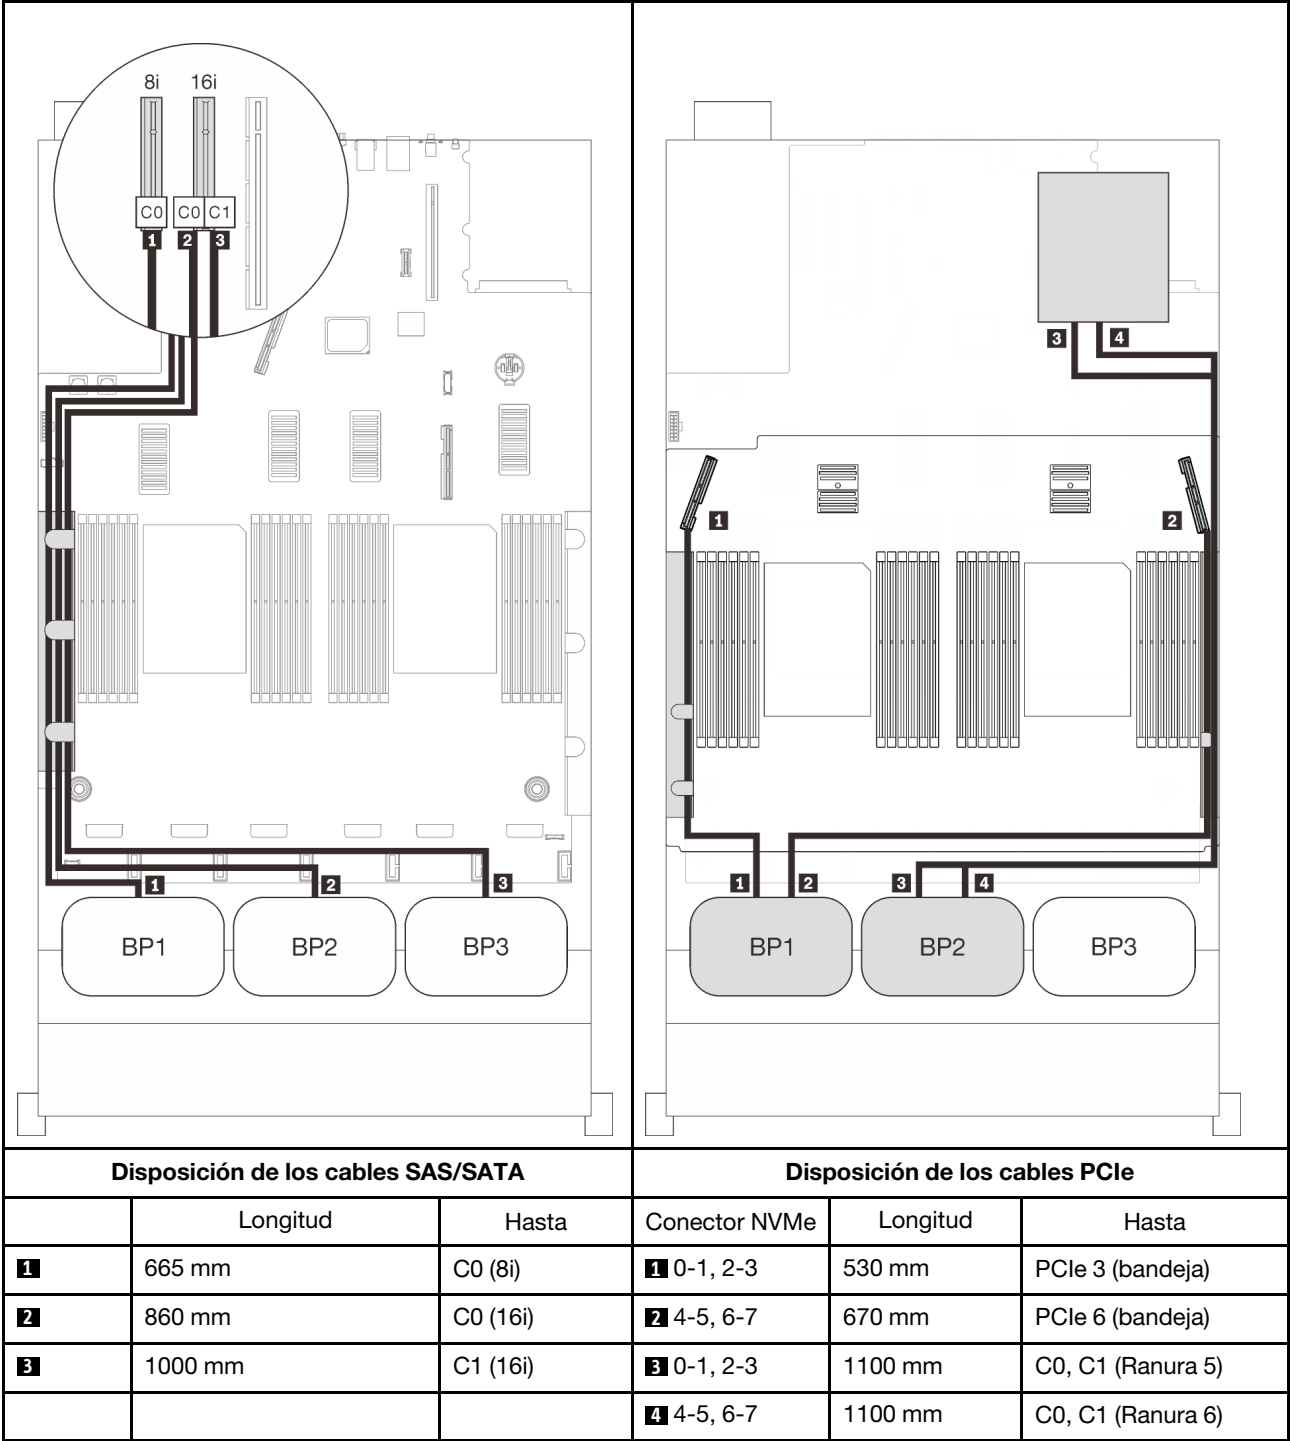 8i 16i
C0 C0 C1
1 2 3
3 4
1 2
1 2 3
1 2 3 4
BP1 BP2 BP3
BP1 BP2 BP3
Disposición de los cables SAS/SATA
Disposición de los cables PCIe
Longitud Hasta Conector NVMe Longitud Hasta
1 665 mm C0 (8i) 1 0-1, 2-3 530 mm PCIe 3 (bandeja)
2 860 mm C0 (16i) 2 4-5, 6-7 670 mm PCIe 6 (bandeja)
3 1000 mm C1 (16i) 3 0-1, 2-3 1100 mm C0, C1 (Ranura 5)
4 4-5, 6-7 1100 mm C0, C1 (Ranura 6)